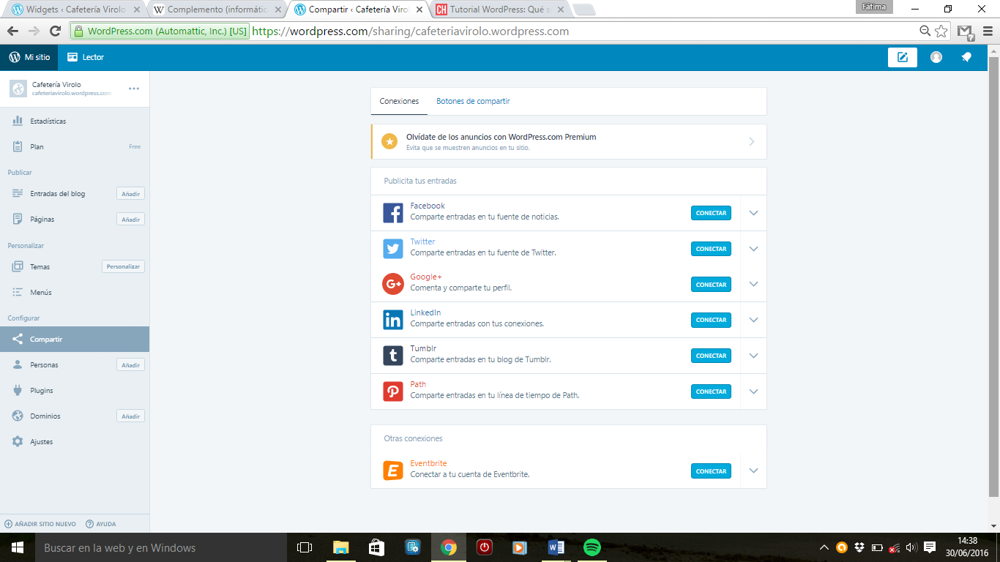 Widgets ‹ Cafetería Virolo
Complemento (informátic
Compartir ‹ Cafetería Viro
Tutorial WordPress: Qué s
Fátima
WordPress.com (Automattic, Inc.) [US]
https://wordpress.com/sharing/cafeteriavirolo.wordpress.com
Mi sitio
Lector
Cafetería Virolo
cafeteriavirolo.wordpress.com
Estadísticas
Plan
Free
Publicar
Entradas del blog
Añadir
Páginas
Añadir
Personalizar
Temas
Personalizar
Menús
Configurar
Compartir
Personas
Añadir
Plugins
Dominios
Añadir
Ajustes
AÑADIR SITIO NUEVO
AYUDA
Conexiones
Botones de compartir
Olvídate de los anuncios con WordPress.com Premium
Evita que se muestren anuncios en tu sitio.
Publicita tus entradas
Facebook
Comparte entradas en tu fuente de noticias.
CONECTAR
Twitter
Comparte entradas en tu fuente de Twitter.
CONECTAR
Google+
Comenta y comparte tu perfil.
CONECTAR
LinkedIn
Comparte entradas con tus conexiones.
CONECTAR
Tumblr
Comparte entradas en tu blog de Tumblr.
CONECTAR
Path
Comparte entradas en tu línea de tiempo de Path.
CONECTAR
Otras conexiones
Eventbrite
Conectar a tu cuenta de Eventbrite.
CONECTAR
Buscar en la web y en Windows
14:38
30/06/2016